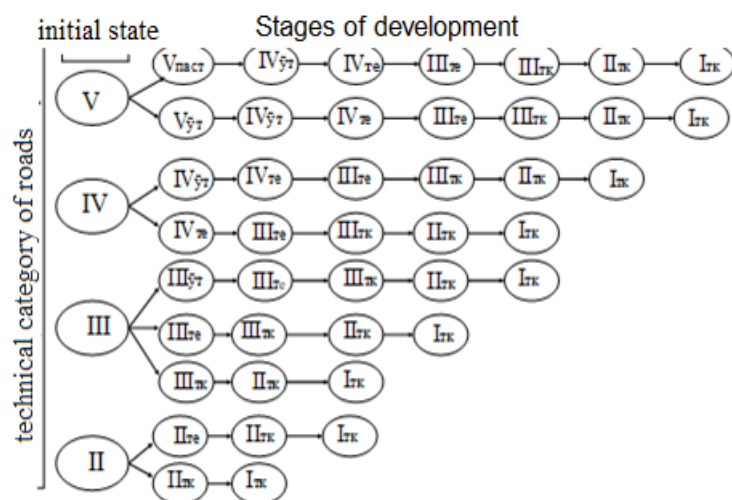 initial state Stages of development
technical category of roads
V
Vпаст IVўт IVте IIIте IIIтк IIтк Iтк
Vўт IVўт IVте IIIте IIIтк IIтк Iтк
IV
IVўт IVте IIIте IIIтк IIтк Iтк
IVте IIIте IIIтк IIтк Iтк
III
IIIўт IIIте IIIтк IIтк Iтк
IIIте IIIтк IIтк Iтк
IIIтк IIтк Iтк
II
IIте IIтк Iтк
IIтк Iтк